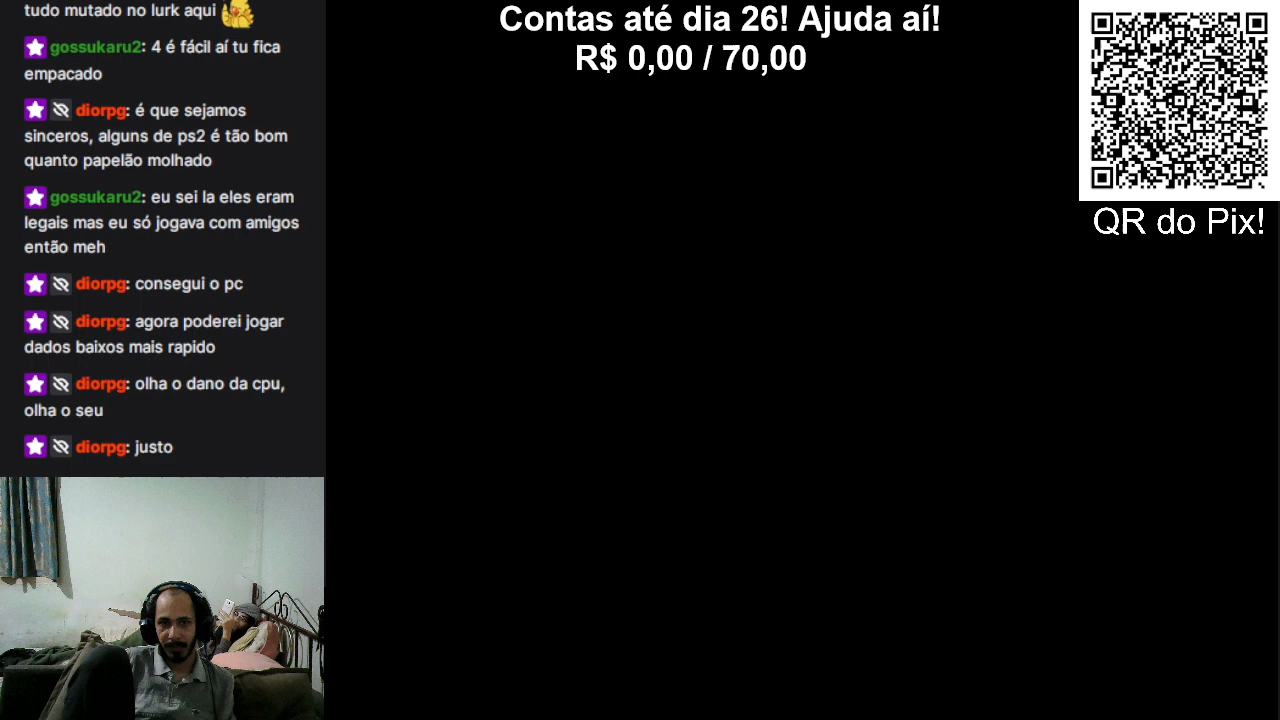 tudo mutado no lurk aqui
gossukaru2: 4 é fácil aí tu fica
empacado
diorpg: é que sejamos
sinceros, alguns de ps2 é tão bom
quanto papelão molhado
gossukaru2: eu sei la eles eram
legais mas eu só jogava com amigos
então meh
diorpg: consegui o pc
diorpg: agora poderei jogar
dados baixos mais rapido
diorpg: olha o dano da cpu,
olha o seu
diorpg: justo
Contas até dia 26! Ajuda aí!
R$ 0,00 / 70,00
QR do Pix!